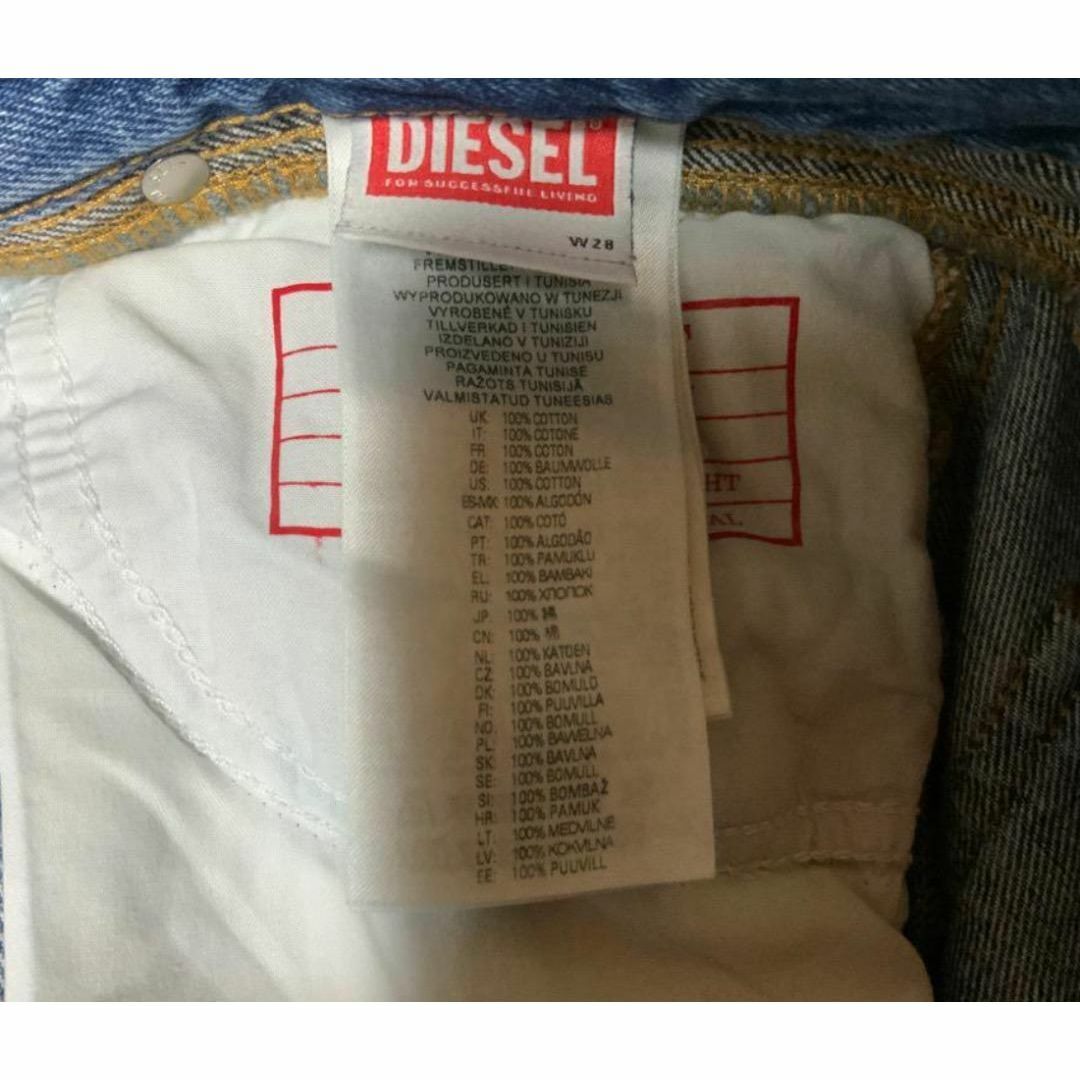 DIESEL®
FOR SUCCESSFUL LIVING
W28
FREMSTILLE
PRODUSERT I TUNISIA
WYPRODUKOWANO W TUNEZJI
VYROBENÉ V TUNISKU
TILLVERKAD I TUNISIEN
IZDELANO V TUNIZIJI
PROIZVEDENO U TUNISU
PAGAMINTA TUNISE
RAŽOTS TUNISIJĀ
VALMISTATUD TUNEESIAS
UK: 100% COTTON
IT: 100% COTONE
FR: 100% COTON
DE: 100% BAUMWOLLE
US: 100% COTTON
ES-MX: 100% ALGODÓN
CAT: 100% COTÓ
PT: 100% ALGODÃO
TR: 100% PAMUKLU
EL: 100% BAMBAKI
RU: 100% ХЛОПОК
JP: 100% 綿
CN: 100% 棉
NL: 100% KATOEN
CZ: 100% BAVLNA
DK: 100% BOMULD
FI: 100% PUUVILLA
NO: 100% BOMULL
PL: 100% BAWEŁNA
SK: 100% BAVLNA
SE: 100% BOMULL
SI: 100% BOMBAŽ
HR: 100% PAMUK
LT: 100% MEDVILNĖ
LV: 100% KOKVILNA
EE: 100% PUUVILL
HT
AL